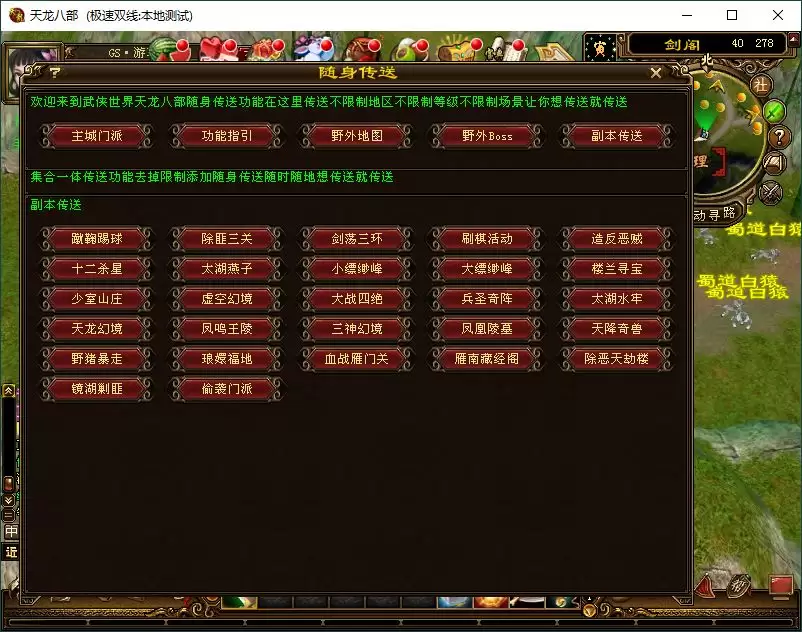 天龙八部 (极速双线:本地测试)
GS·游
剑阁 40 278
随身传送
北
社
欢迎来到武侠世界天龙八部随身传送功能在这里传送不限制地区不限制等级不限制场景让你想传送就传送
主城门派 功能指引 野外地图 野外Boss 副本传送
理
集合一体传送功能去掉限制添加随身传送随时随地想传送就传送
副本传送
动寻路
蹴鞠踢球 除匪三关 剑荡三环 刷棋活动 造反恶贼
蜀道白猿
十二杀星 太湖燕子 小缥缈峰 大缥缈峰 楼兰寻宝
蜀道白猿
蜀道白猿
少室山庄 虚空幻境 大战四绝 兵圣奇阵 太湖水牢
天龙幻境 凤鸣王陵 三神幻境 凤凰陵墓 天降奇兽
野猪暴走 琅嬛福地 血战雁门关 雁南藏经阁 除恶天劫楼
镜湖剿匪 偷袭门派
中
近